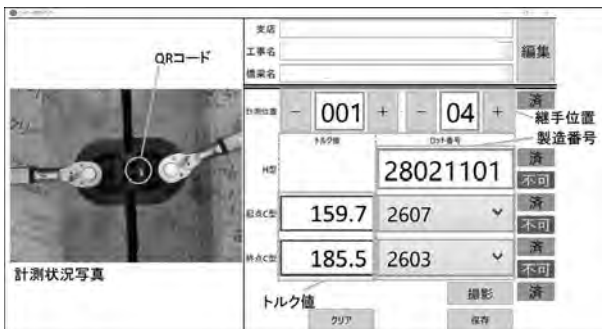 支店
工事名
橋梁名
編集
QRコード
計測位置
- 001 + - 04 +
済
継手位置
製造番号
トルク値
ロット番号
H型
28021101
済
不可
起点C型
159.7
2607
済
不可
終点C型
185.5
2603
済
不可
計測状況写真
トルク値
撮影
済
クリア
保存